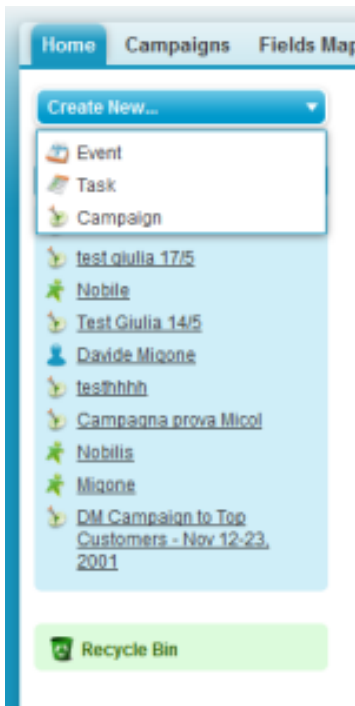 Home Campaigns Fields Map
Create New...
Event
Task
Campaign
test giulia 17/5
Nobile
Test Giulia 14/5
Davide Migone
testhhhh
Campagna prova Micol
Nobilis
Migone
DM Campaign to Top
Customers - Nov 12-23,
2001
Recycle Bin